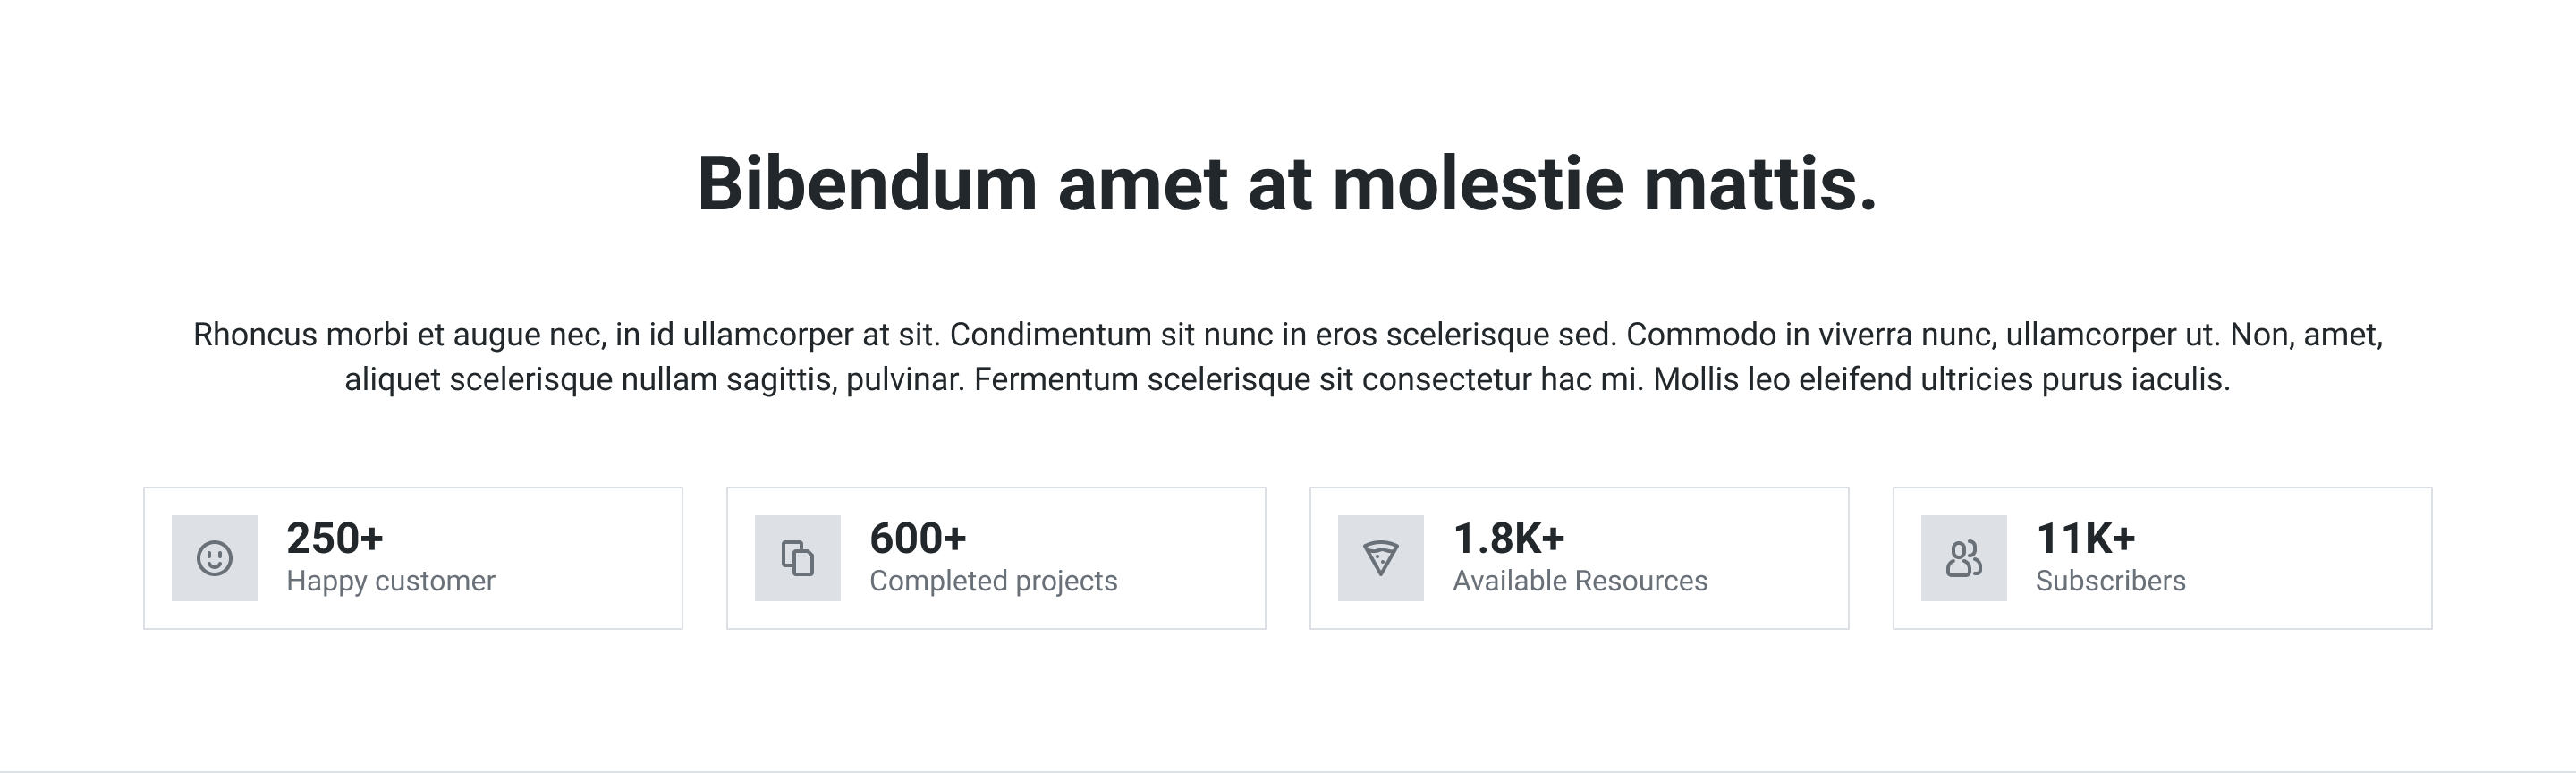 Bibendum amet at molestie mattis.
Rhoncus morbi et augue nec, in id ullamcorper at sit. Condimentum sit nunc in eros scelerisque sed. Commodo in viverra nunc, ullamcorper ut. Non, amet,
aliquet scelerisque nullam sagittis, pulvinar. Fermentum scelerisque sit consectetur hac mi. Mollis leo eleifend ultricies purus iaculis.
250+
Happy customer
600+
Completed projects
1.8K+
Available Resources
11K+
Subscribers